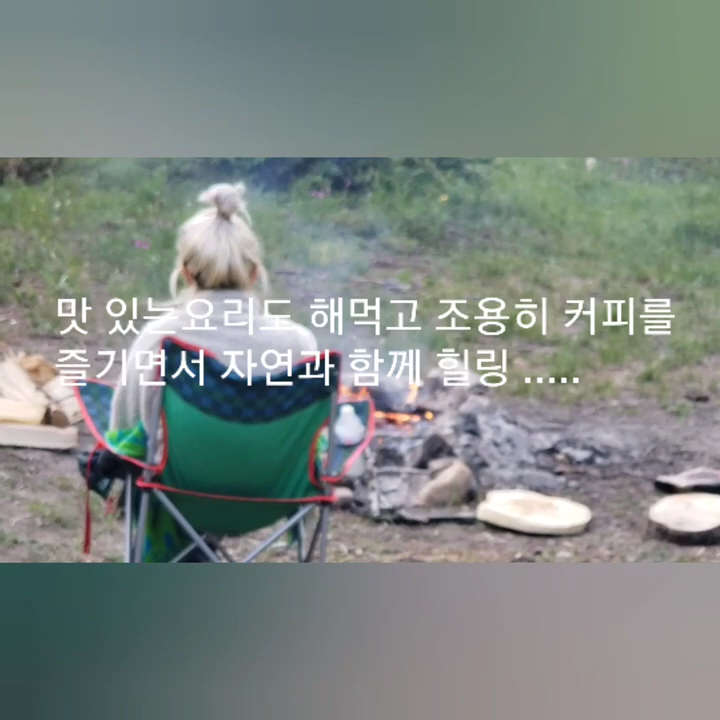 맛 있는요리도 해먹고 조용히 커피를
즐기면서 자연과 함께 힐링 .....